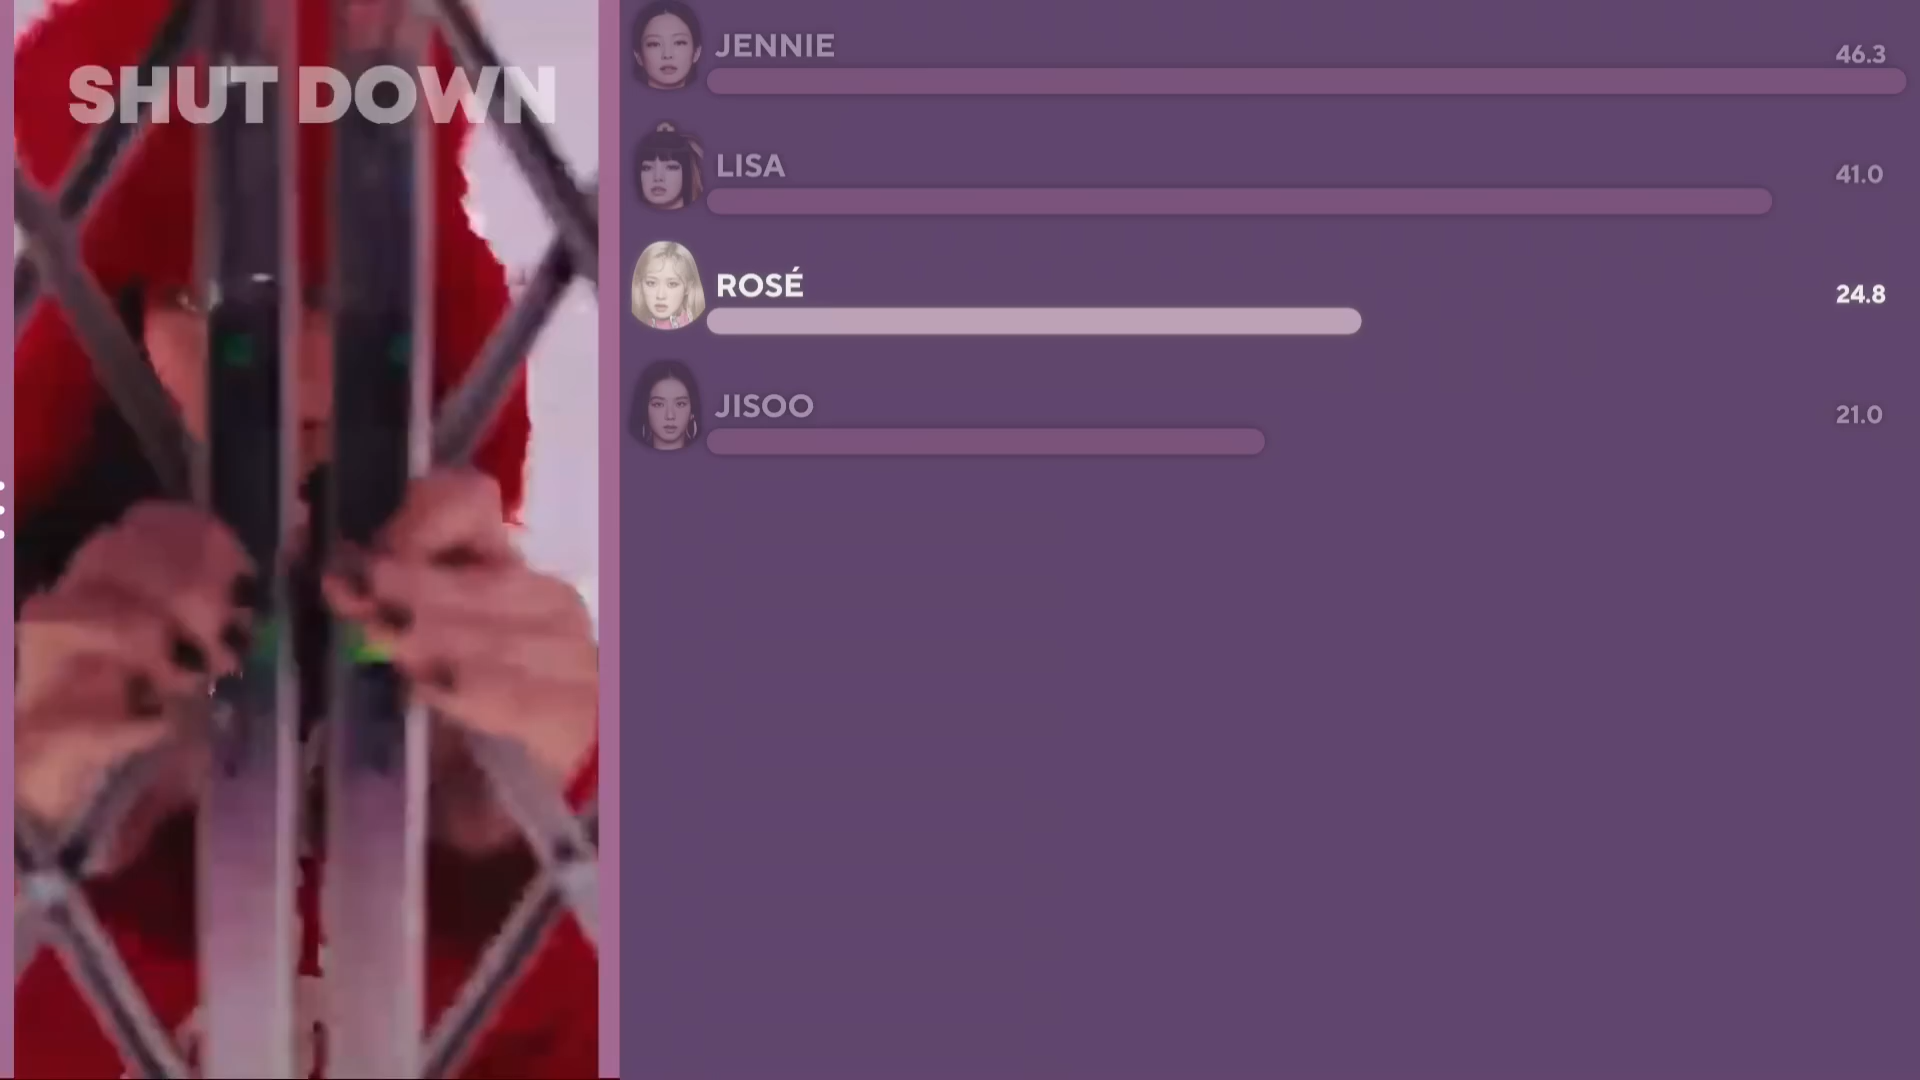 SHUT DOWN
JENNIE
46.3
LISA
41.0
ROSÉ
24.8
JISOO
21.0